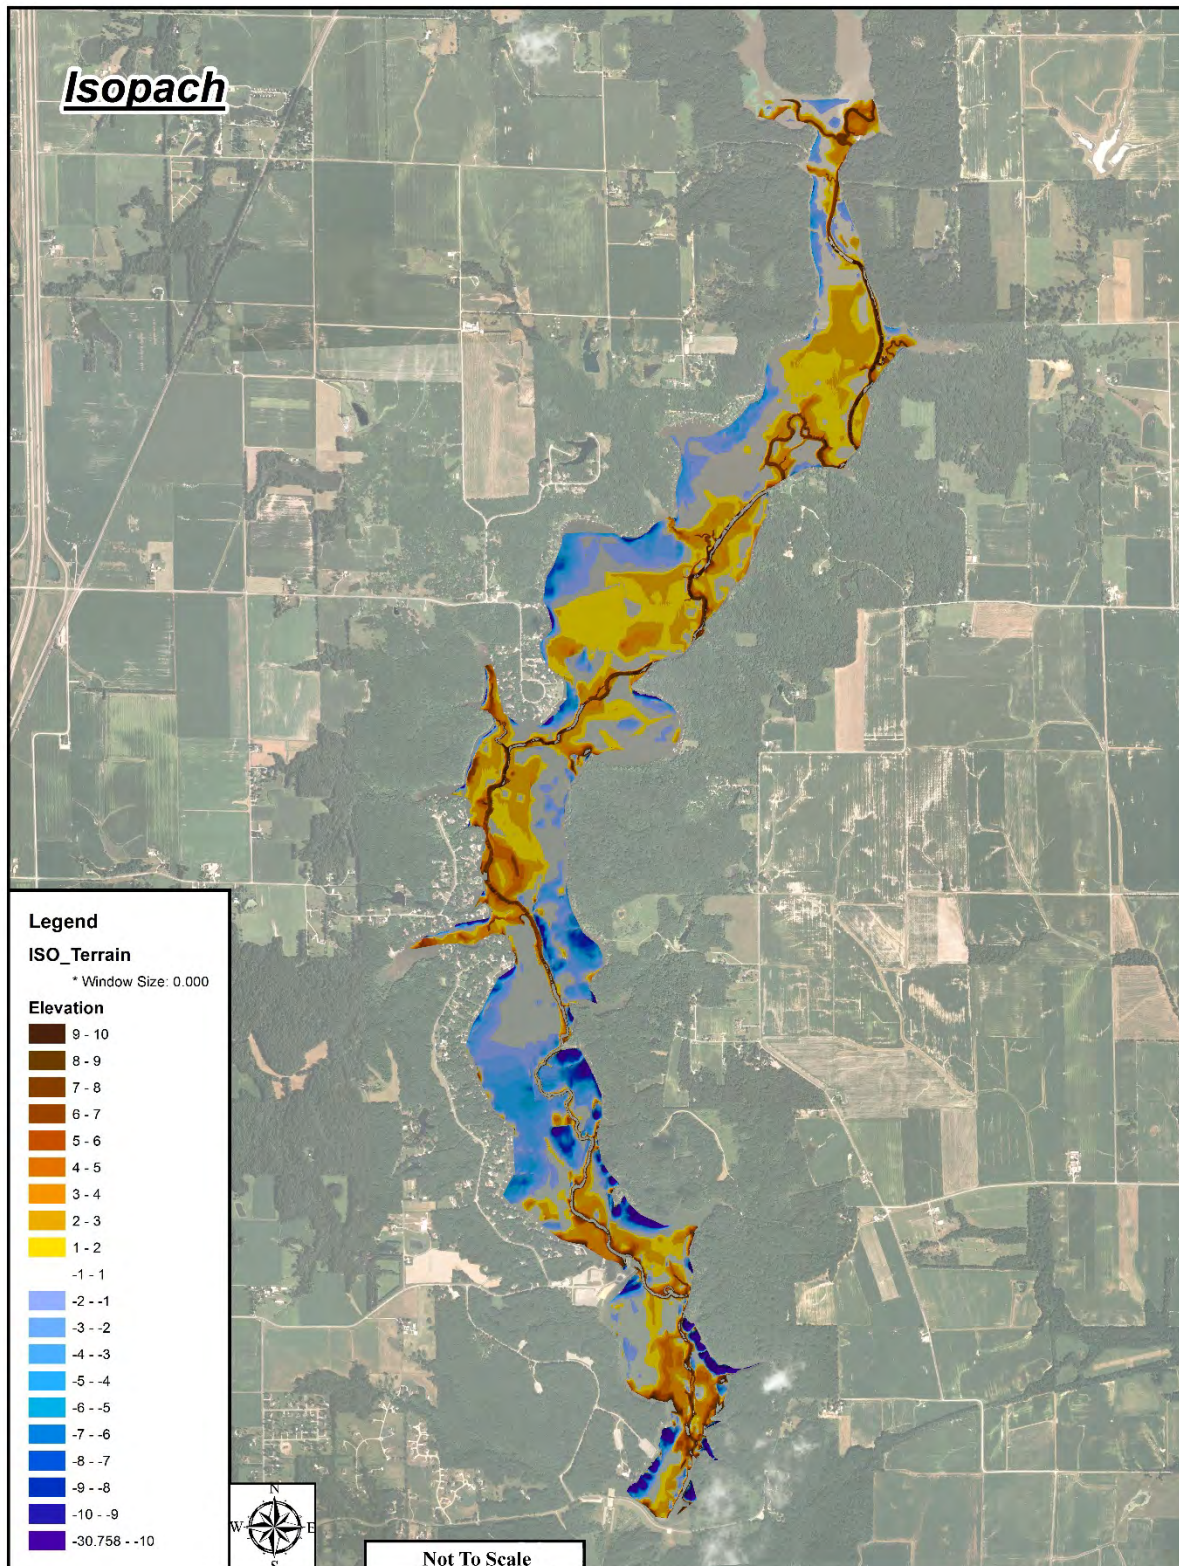 Isopach
Legend
ISO_Terrain
* Window Size: 0.000
Elevation
9 - 10
8 - 9
7 - 8
6 - 7
5 - 6
4 - 5
3 - 4
2 - 3
1 - 2
-1 - 1
-2 - -1
-3 - -2
-4 - -3
-5 - -4
-6 - -5
-7 - -6
-8 - -7
-9 - -8
-10 - -9
-30.758 - -10
N
W E
S
Not To Scale